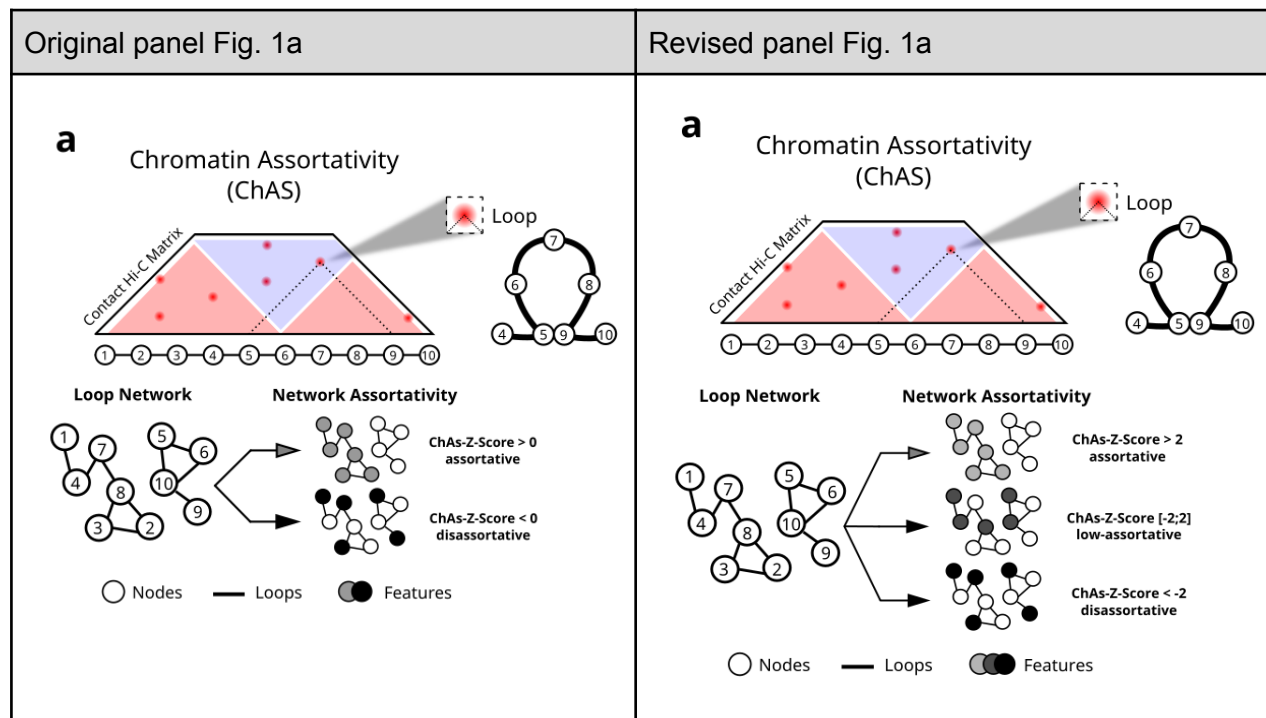 Original panel Fig. 1a
Revised panel Fig. 1a
a
Chromatin Assortativity
(ChAS)
Loop
Contact Hi-C Matrix
7
6
8
4
5
9
10
1 2 3 4 5 6 7 8 9 10
Loop Network
Network Assortativity
1
7
4
8
3
2
5
6
10
9
ChAs-Z-Score > 0
assortative
ChAs-Z-Score < 0
disassortative
Nodes
Loops
Features
a
Chromatin Assortativity
(ChAS)
Loop
Contact Hi-C Matrix
7
6
8
4
5
9
10
1 2 3 4 5 6 7 8 9 10
Loop Network
Network Assortativity
1
7
4
8
3
2
5
6
10
9
ChAs-Z-Score > 2
assortative
ChAs-Z-Score [-2;2]
low-assortative
ChAs-Z-Score < -2
disassortative
Nodes
Loops
Features